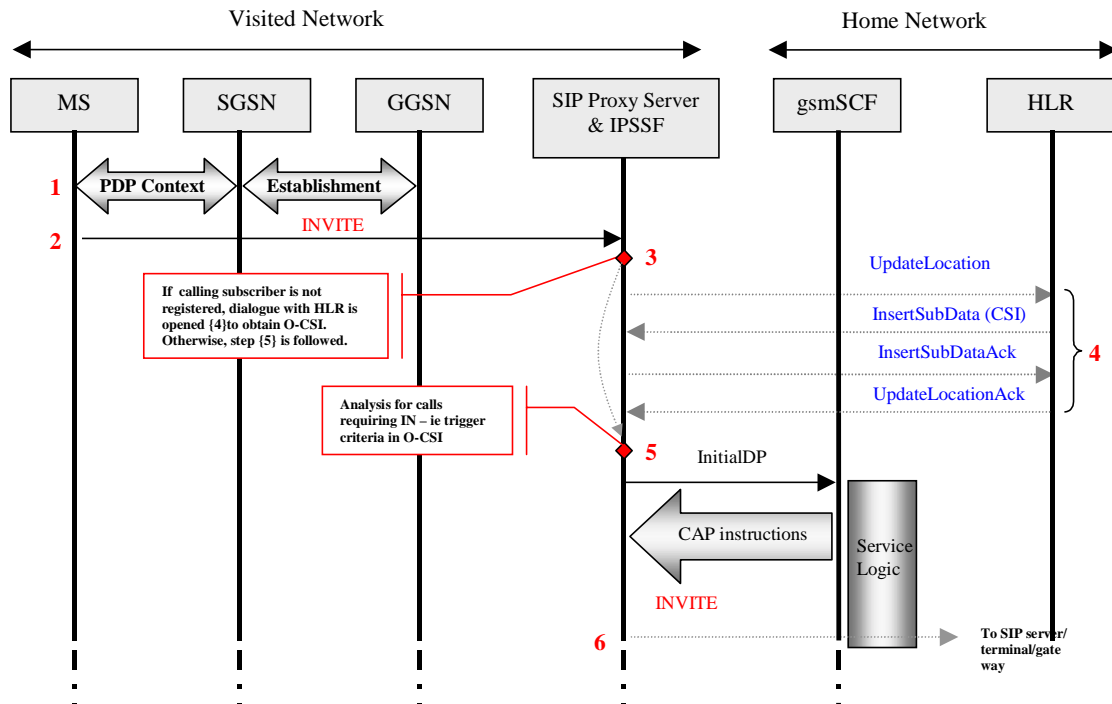 Visited Network
Home Network
MS
SGSN
GGSN
SIP Proxy Server
& IPSSF
gsmSCF
HLR
1
PDP Context
Establishment
2
INVITE
3
UpdateLocation
If calling subscriber is not
registered, dialogue with HLR is
opened {4}to obtain O-CSI.
Otherwise, step {5} is followed.
InsertSubData (CSI)
InsertSubDataAck
4
UpdateLocationAck
Analysis for calls
requiring IN – ie trigger
criteria in O-CSI
5
InitialDP
CAP instructions
Service
Logic
INVITE
6
To SIP server/
terminal/gate
way